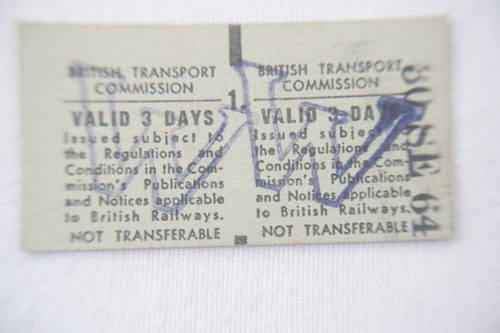 BRITISH TRANSPORT
COMMISSION
VALID 3 DAYS
Issued subject to
the Regulations and
Conditions in the Com-
mission's Publications
and Notices applicable
to British Railways.
NOT TRANSFERABLE
1.
BRITISH TRANSPORT
COMMISSION
VALID 3 DA
Issued subject
the Regulations and
Conditions in the Com-
mission's Publications
and Notices applicable
to British Railways.
NOT TRANSFERABLE
30 SE 64